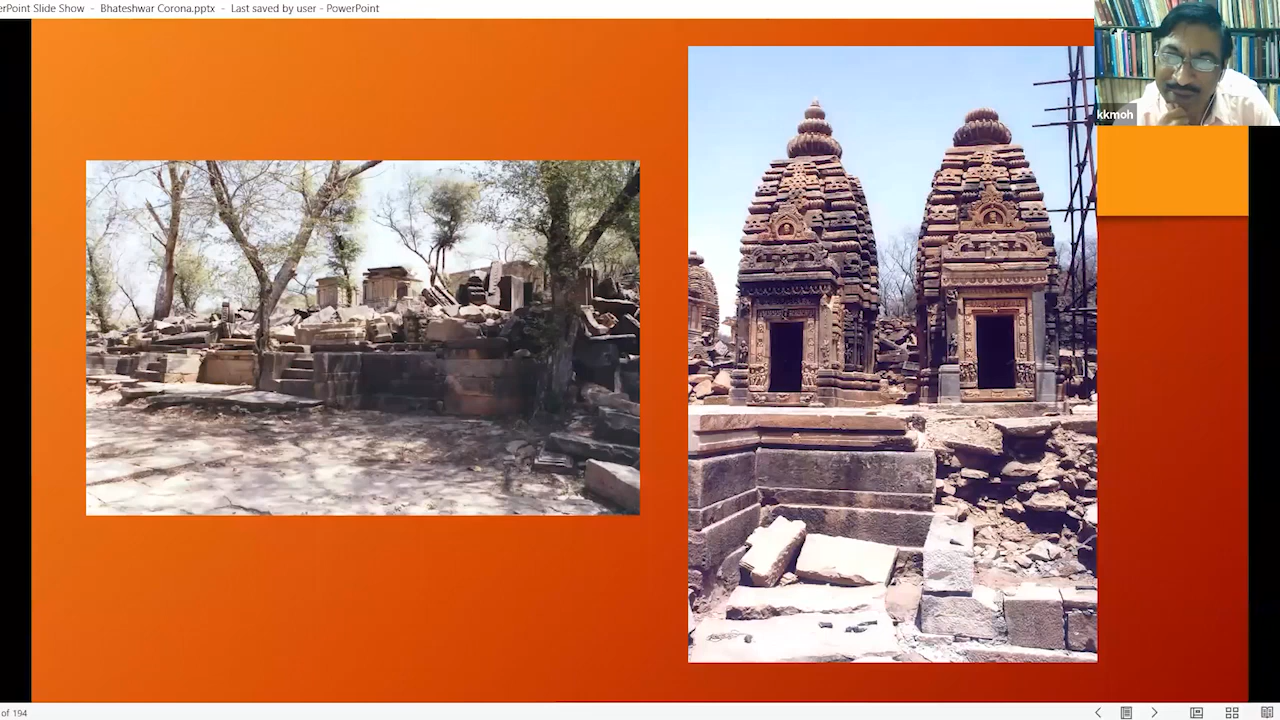 erPoint Slide Show - Bhateshwar Corona.pptx - Last saved by user - PowerPoint
kkmoh
of 194